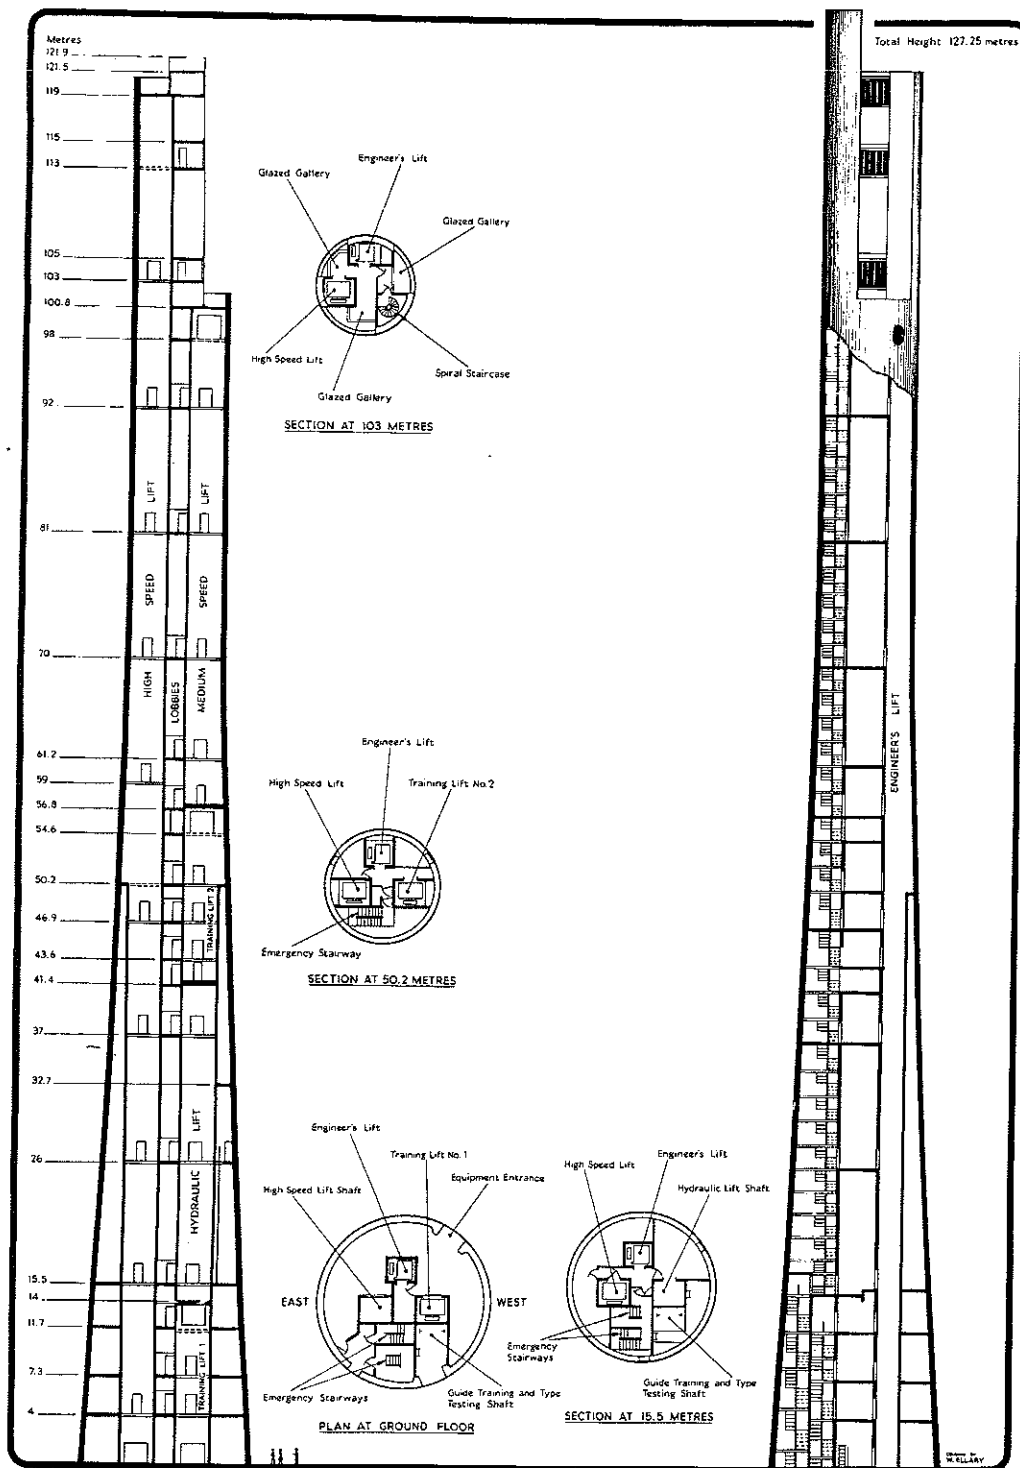 Metres
121.9
121.5
119
115
113
105
103
100.8
98
92
81
70
61.2
59
56.8
54.6
50.2
46.9
43.6
41.4
37
32.7
26
15.5
14
11.7
7.3
4
HIGH SPEED LIFT
LOBBIES
MEDIUM SPEED LIFT
TRAINING LIFT 2
HYDRAULIC LIFT
TRAINING LIFT 1
Total Height 127.25 metres
Engineer's Lift
Glazed Gallery
Glazed Gallery
High Speed Lift
Spiral Staircase
Glazed Gallery
SECTION AT 103 METRES
Engineer's Lift
High Speed Lift
Training Lift No.2
Emergency Stairway
SECTION AT 50.2 METRES
Engineer's Lift
Training Lift No.1
High Speed Lift Shaft
Equipment Entrance
EAST
WEST
Emergency Stairways
Guide Training and Type
Testing Shaft
PLAN AT GROUND FLOOR
Engineer's Lift
High Speed Lift
Hydraulic Lift Shaft
Emergency
Stairways
Guide Training and Type
Testing Shaft
SECTION AT 15.5 METRES
ENGINEER'S LIFT
DRAWN BY
W. ELLARY